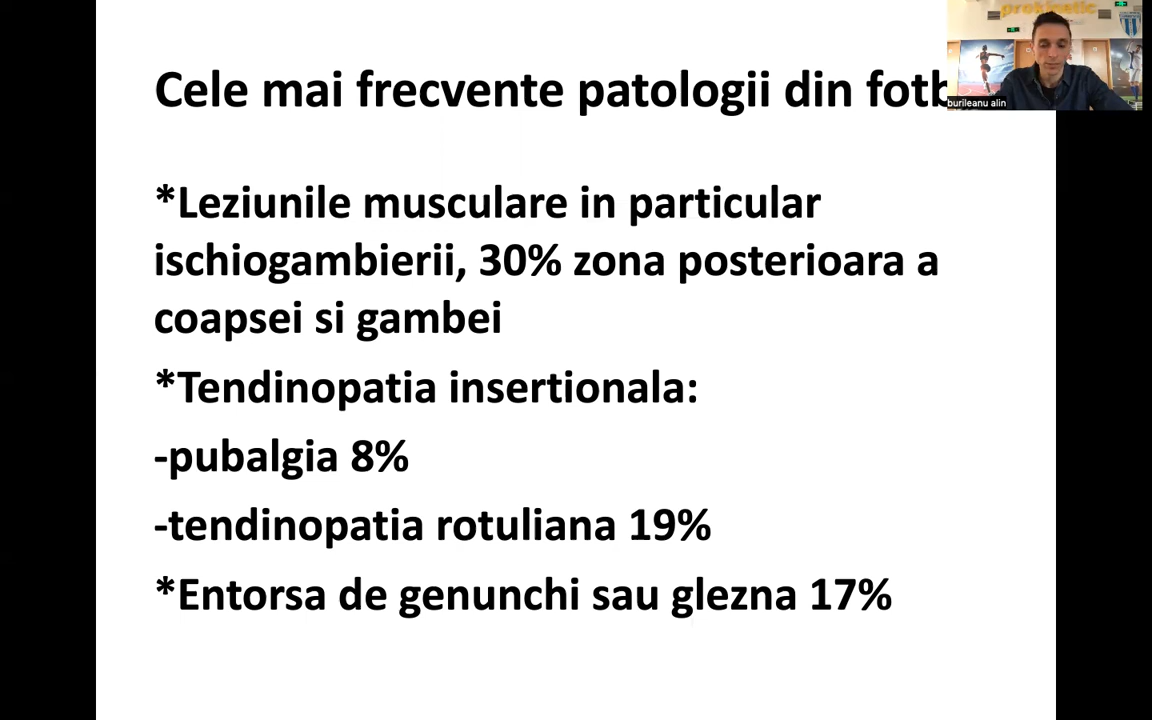 prokinetic
Cele mai frecvente patologii din fotb
burileanu alin
*Leziunile musculare in particular
ischiogambierii, 30% zona posterioara a
coapsei si gambei
*Tendinopatia insertionala:
-pubalgia 8%
-tendinopatia rotuliana 19%
*Entorsa de genunchi sau glezna 17%